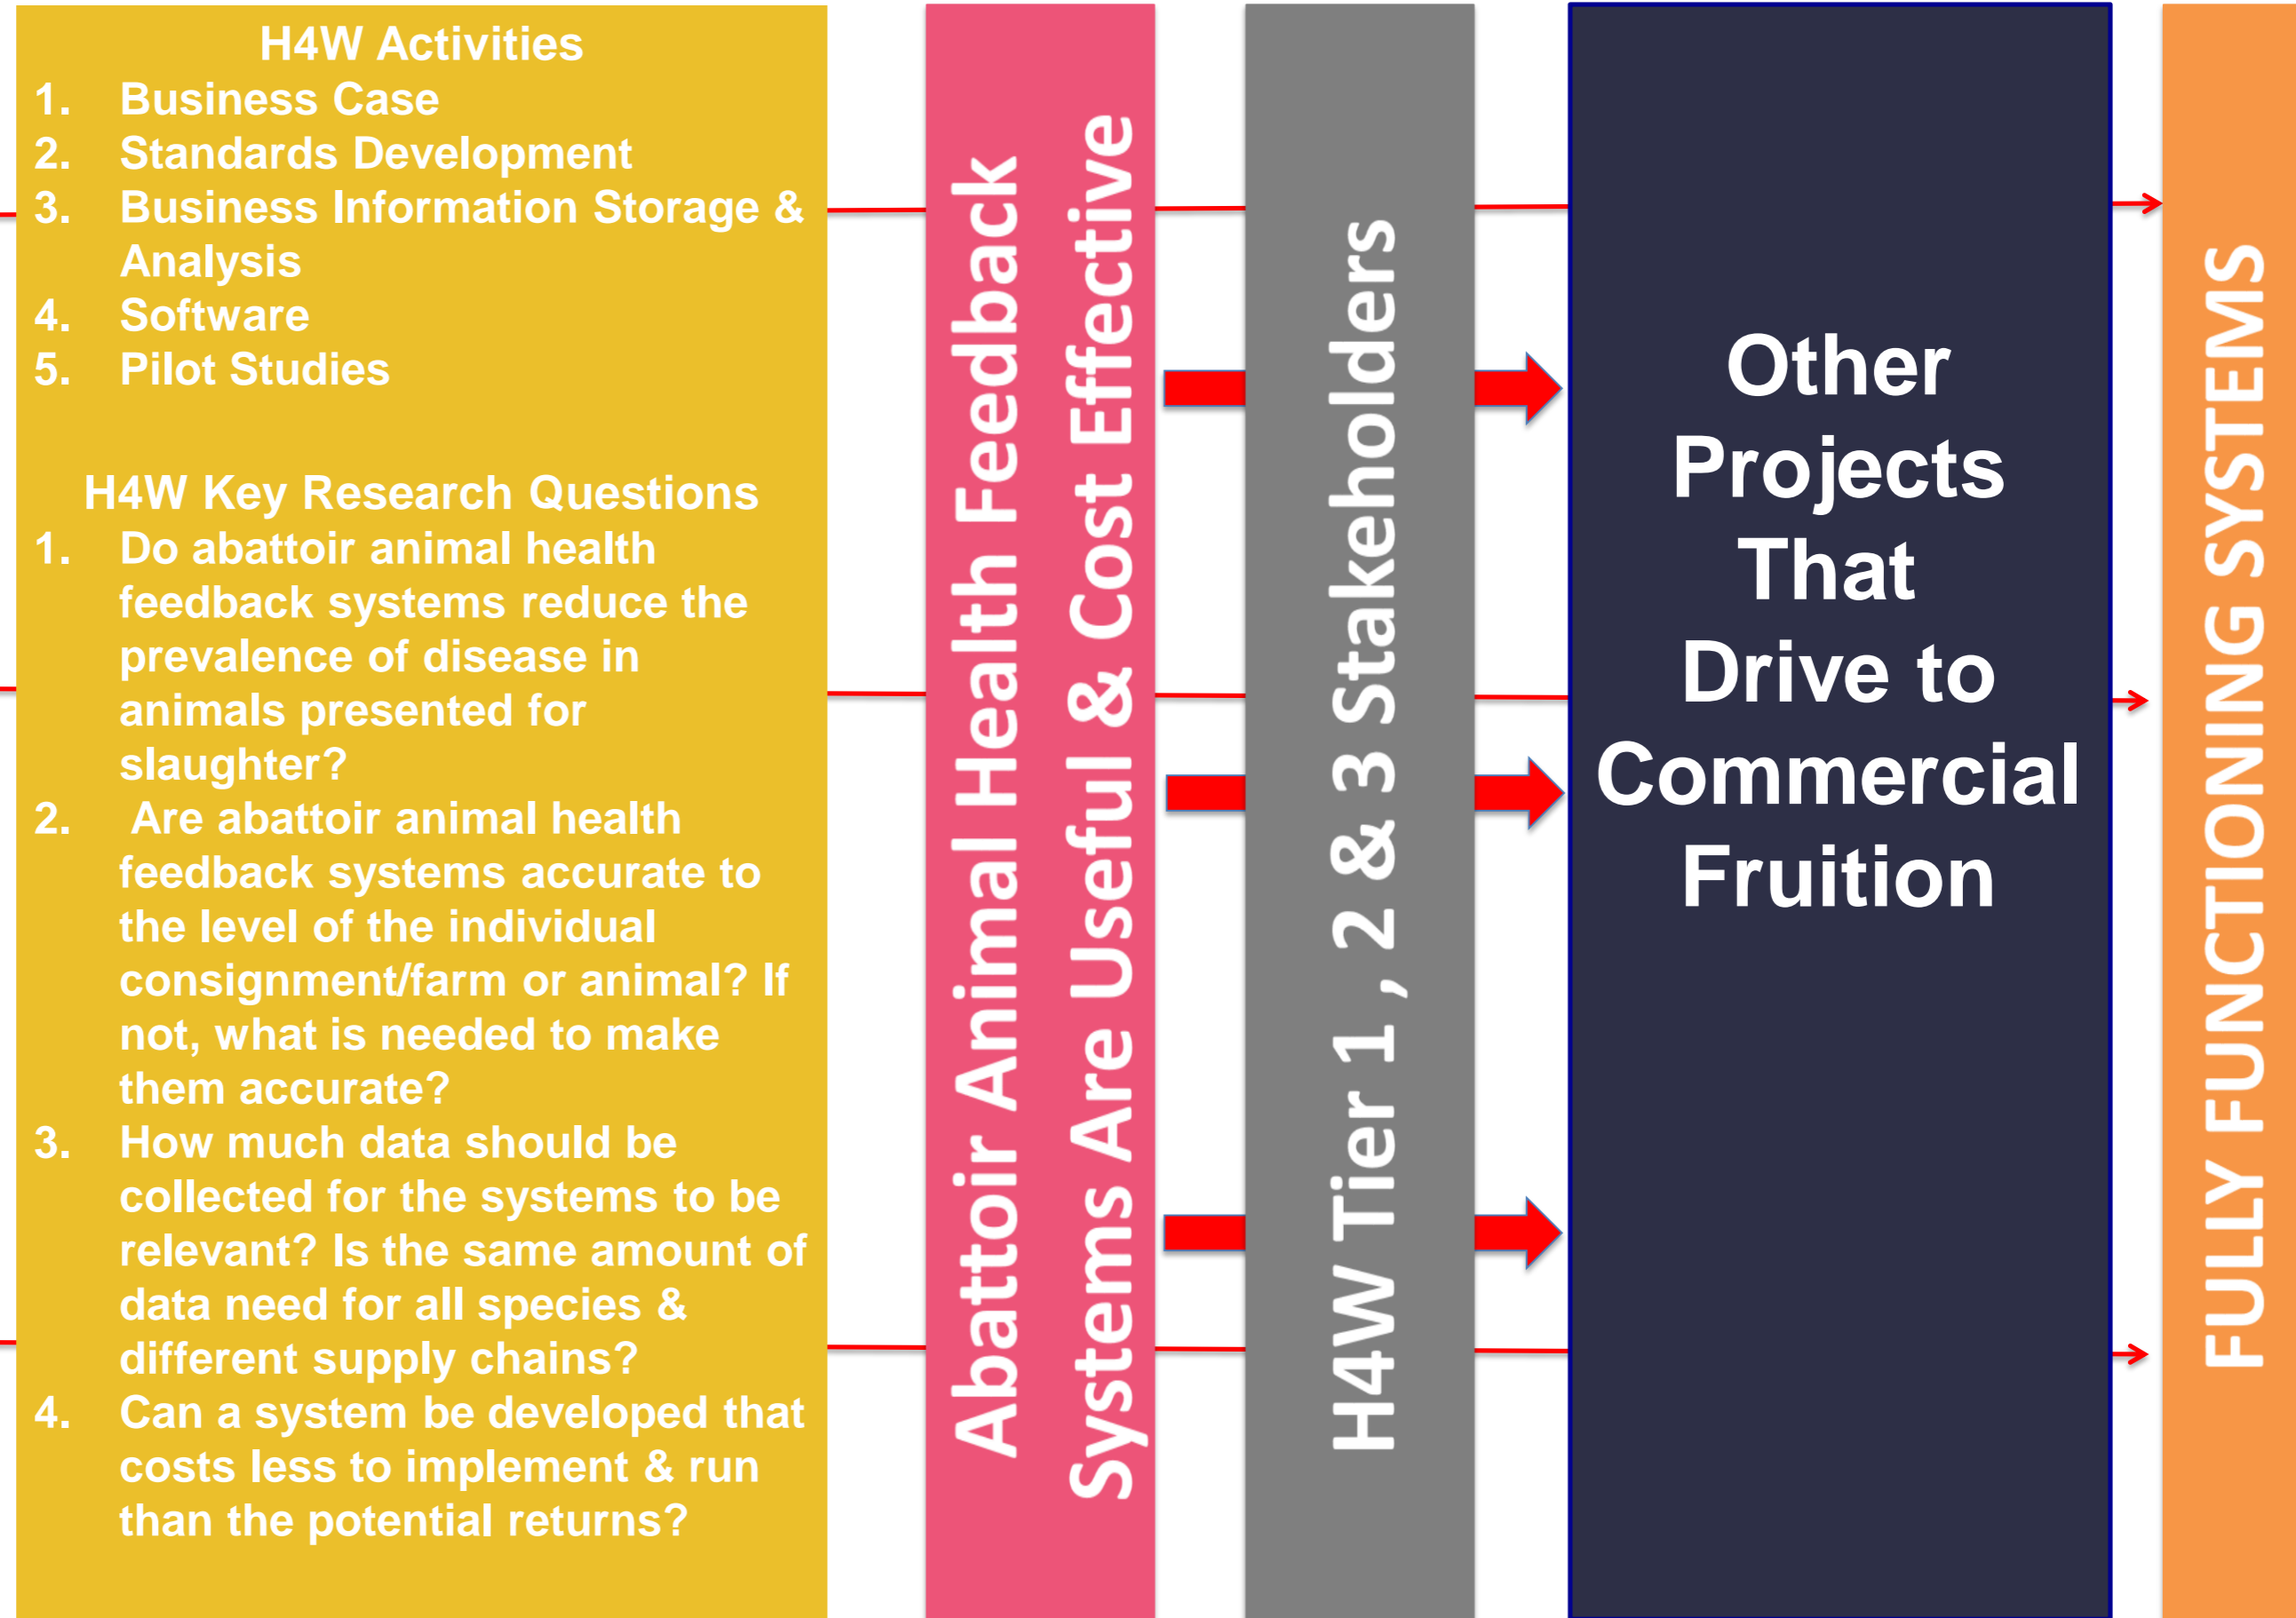 H4W Activities
1. Business Case
2. Standards Development
3. Business Information Storage &
Analysis
4. Software
5. Pilot Studies
H4W Key Research Questions
1. Do abattoir animal health
feedback systems reduce the
prevalence of disease in
animals presented for
slaughter?
2. Are abattoir animal health
feedback systems accurate to
the level of the individual
consignment/farm or animal? If
not, what is needed to make
them accurate?
3. How much data should be
collected for the systems to be
relevant? Is the same amount of
data need for all species &
different supply chains?
4. Can a system be developed that
costs less to implement & run
than the potential returns?
Abattoir Animal Health Feedback
Systems Are Useful & Cost Effective
H4W Tier 1 , 2 & 3 Stakeholders
Other
Projects
That
Drive to
Commercial
Fruition
FULLY FUNCTIONING SYSTEMS